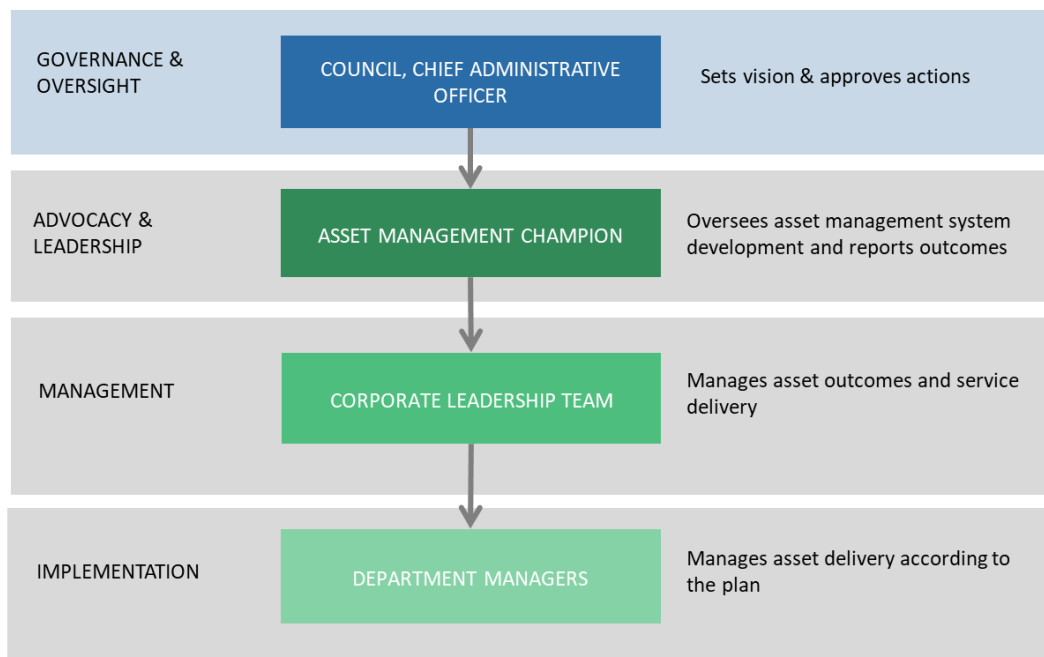 GOVERNANCE &
OVERSIGHT
COUNCIL, CHIEF ADMINISTRATIVE
OFFICER
Sets vision & approves actions
ADVOCACY &
LEADERSHIP
ASSET MANAGEMENT CHAMPION
Oversees asset management system
development and reports outcomes
MANAGEMENT
CORPORATE LEADERSHIP TEAM
Manages asset outcomes and service
delivery
IMPLEMENTATION
DEPARTMENT MANAGERS
Manages asset delivery according to
the plan